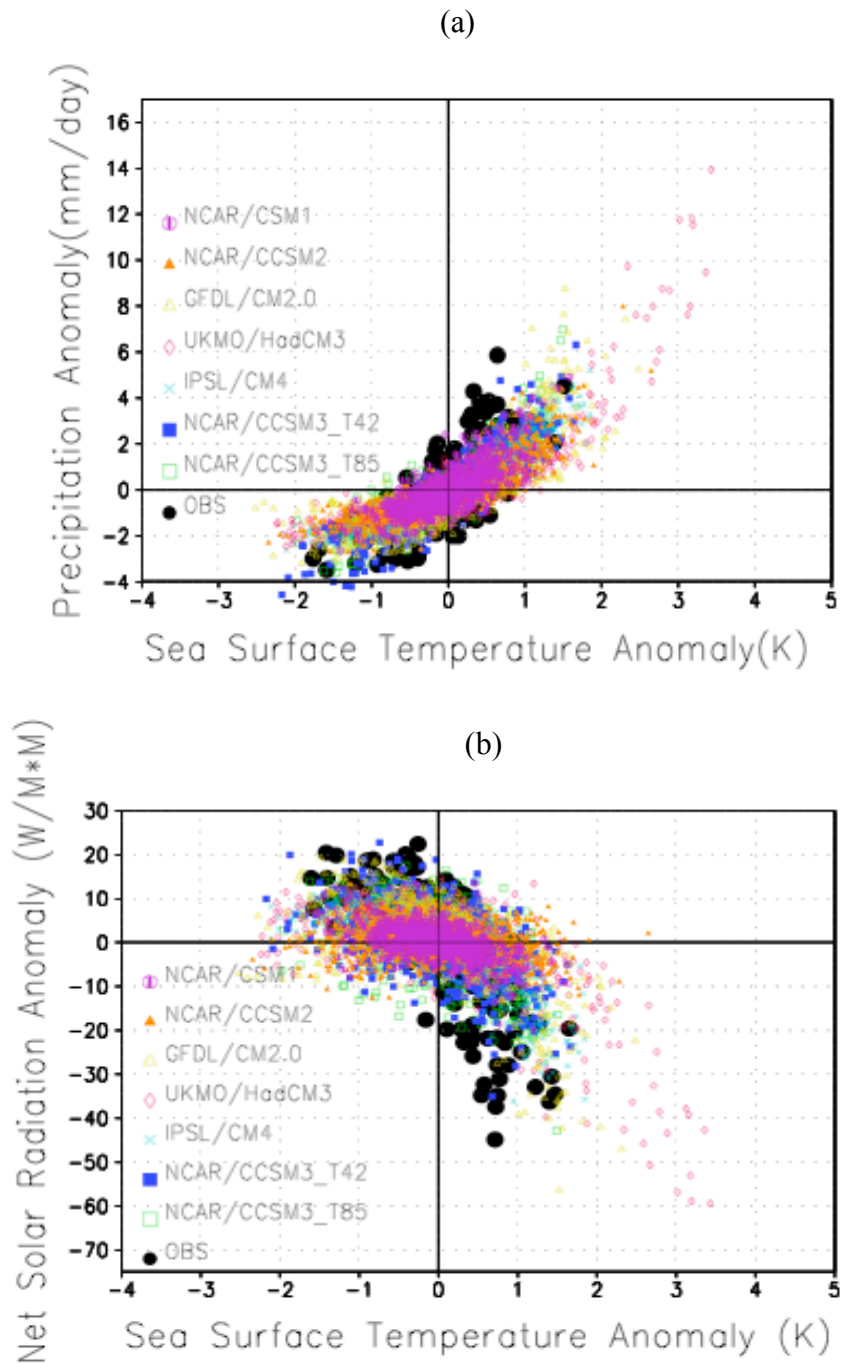 (a)
Precipitation Anomaly(mm/day)
16
14
12
10
8
6
4
2
0
-2
-4
NCAR/CSM1
NCAR/CCSM2
GFDL/CM2.0
UKMO/HadCM3
IPSL/CM4
NCAR/CCSM3_T42
NCAR/CCSM3_T85
OBS
-4 -3 -2 -1 0 1 2 3 4 5
Sea Surface Temperature Anomaly(K)
(b)
Net Solar Radiation Anomaly (W/M*M)
30
20
10
0
-10
-20
-30
-40
-50
-60
-70
NCAR/CSM1
NCAR/CCSM2
GFDL/CM2.0
UKMO/HadCM3
IPSL/CM4
NCAR/CCSM3_T42
NCAR/CCSM3_T85
OBS
-4 -3 -2 -1 0 1 2 3 4 5
Sea Surface Temperature Anomaly (K)